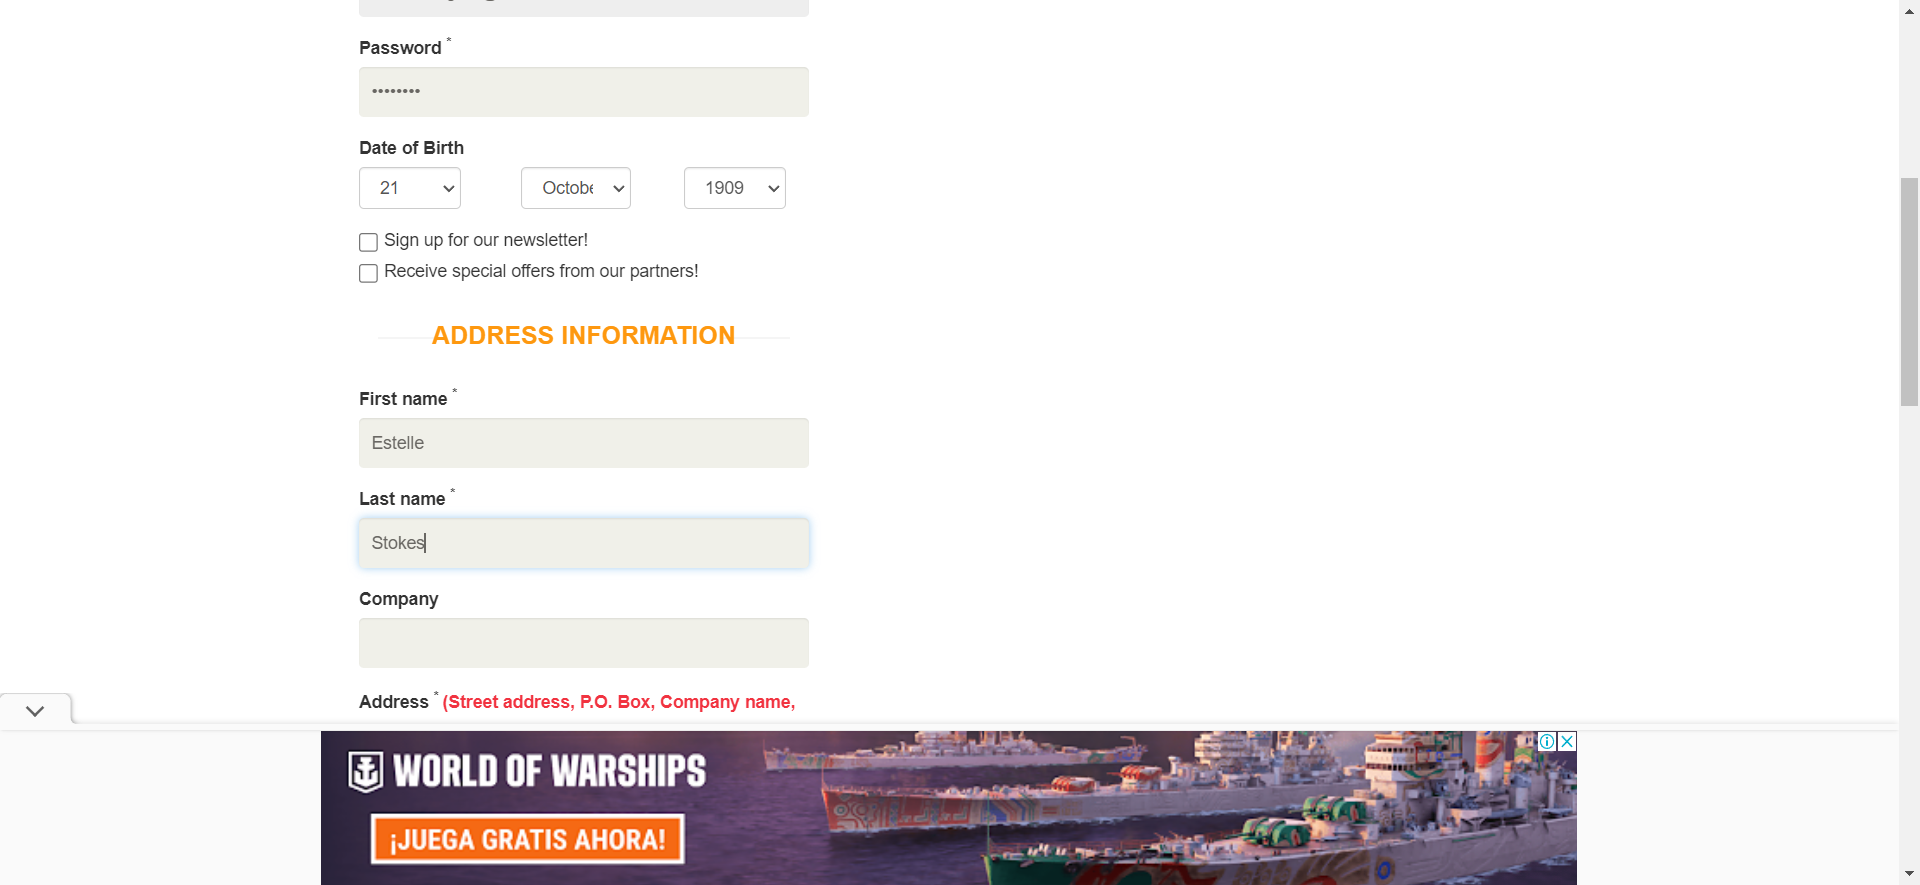 Password *
••••••••
Date of Birth
21 Octobe 1909
Sign up for our newsletter!
Receive special offers from our partners!
ADDRESS INFORMATION
First name *
Estelle
Last name *
Stokes
Company
Address * (Street address, P.O. Box, Company name,
WORLD OF WARSHIPS
¡JUEGA GRATIS AHORA!